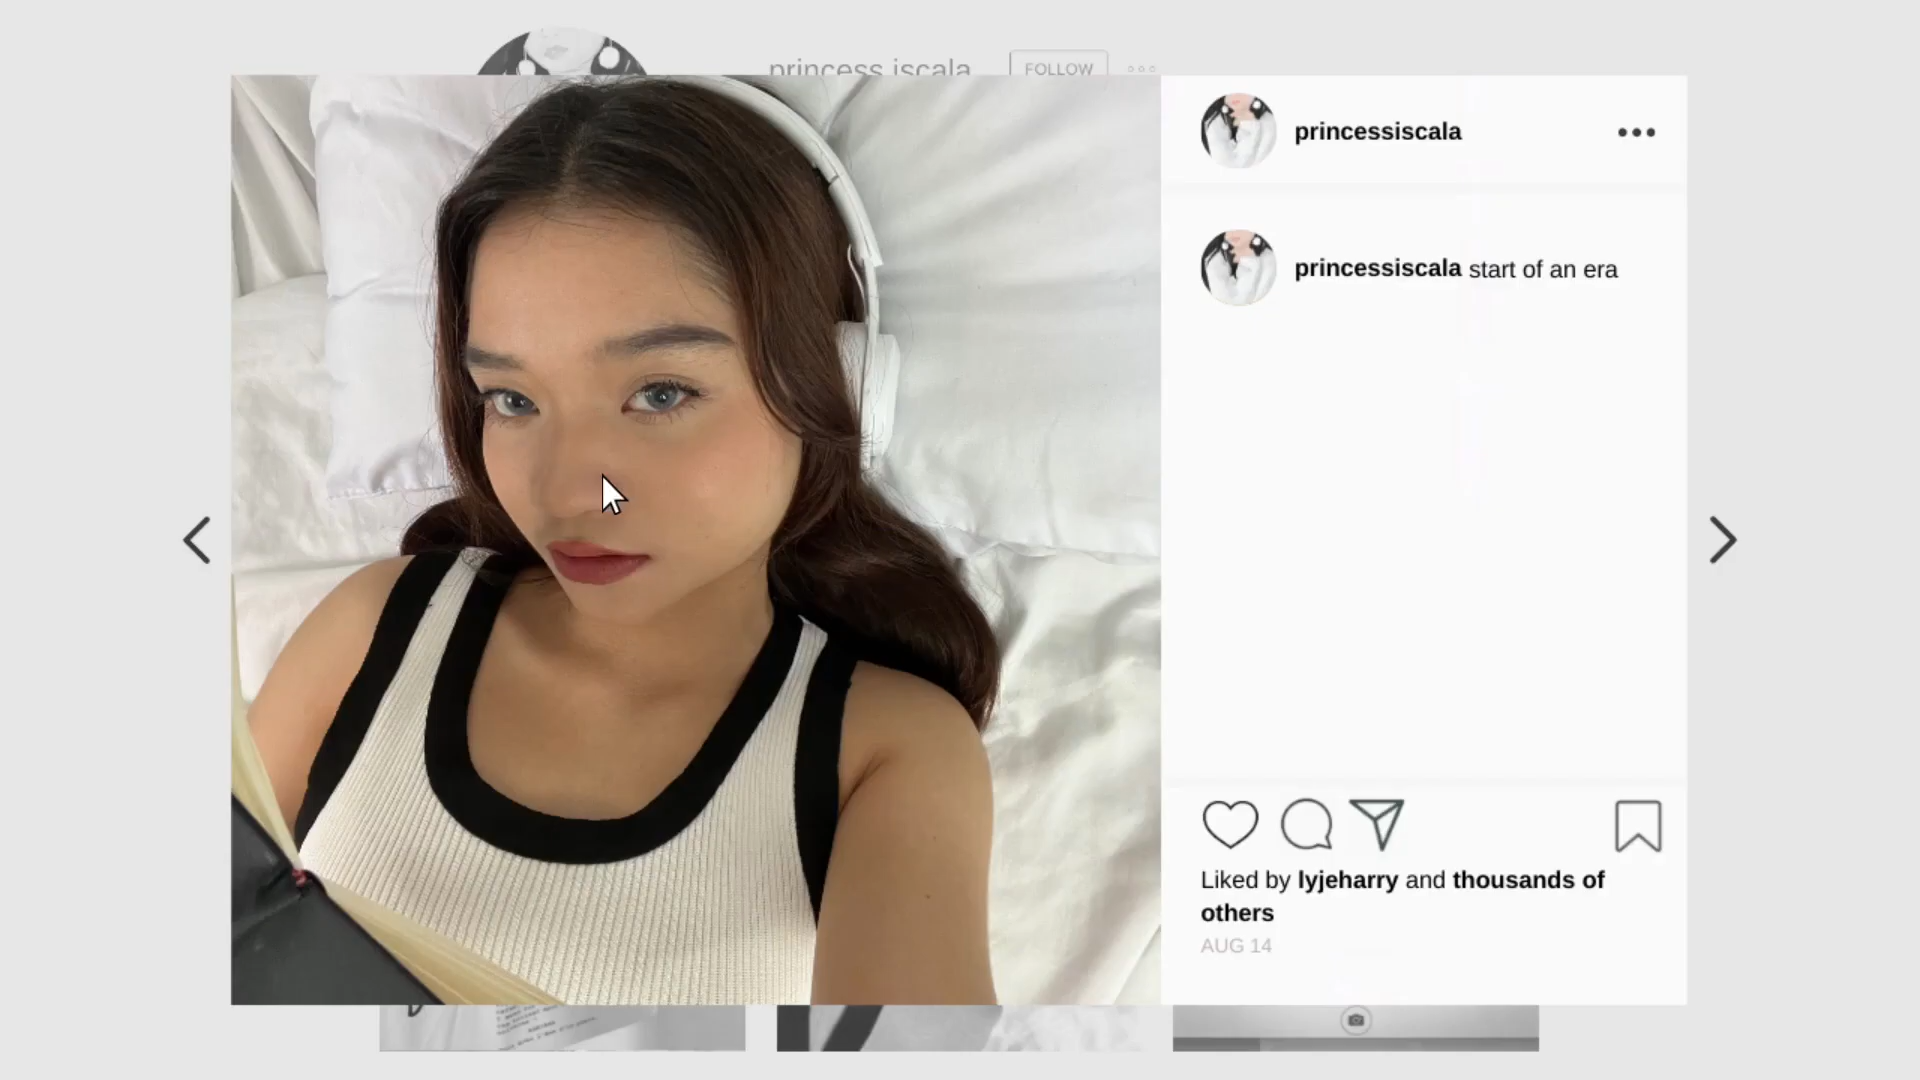 princess iscala FOLLOW
princessiscala
princessiscala start of an era
Liked by lyjeharry and thousands of
others
AUG 14